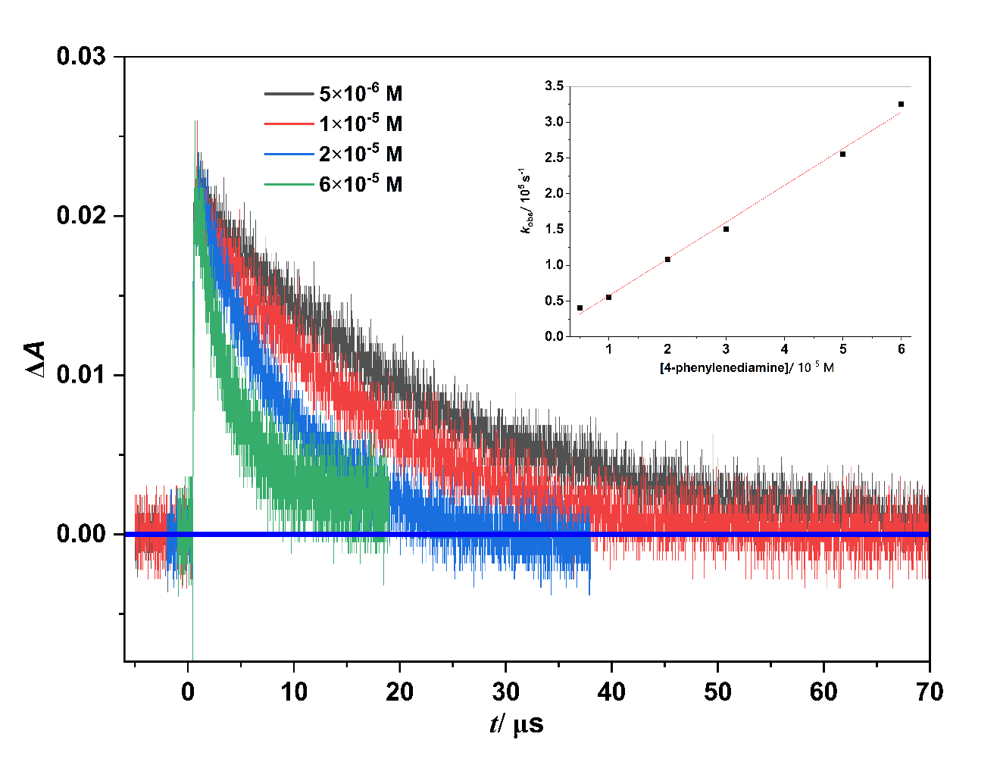 0.03
0.02
0.01
0.00
ΔA
5×10⁻⁶ M
1×10⁻⁵ M
2×10⁻⁵ M
6×10⁻⁵ M
3.5
3.0
2.5
2.0
1.5
1.0
0.5
0.0
k_obs/ 10⁵ s⁻¹
1 2 3 4 5 6
[4-phenylenediamine]/ 10⁻⁵ M
0 10 20 30 40 50 60 70
t/ μs